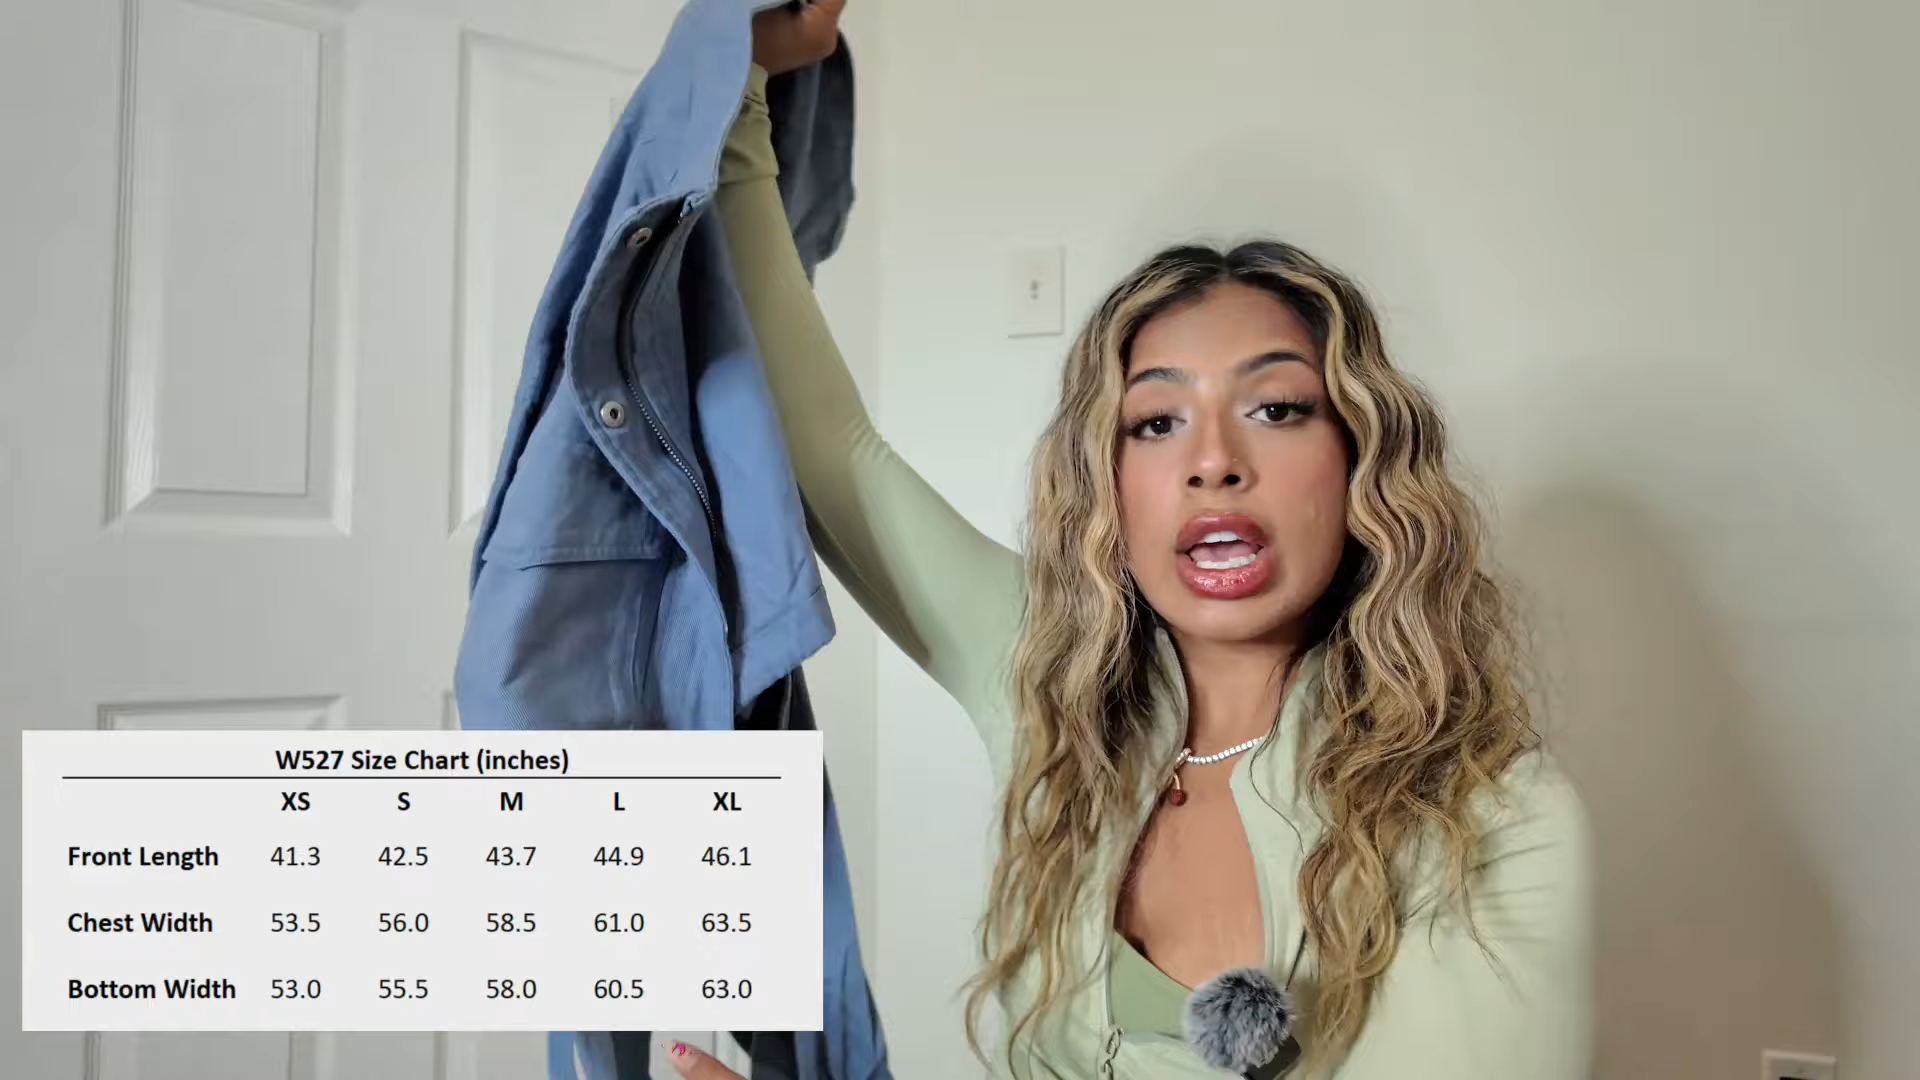 W527 Size Chart (inches)
XS S M L XL
Front Length 41.3 42.5 43.7 44.9 46.1
Chest Width 53.5 56.0 58.5 61.0 63.5
Bottom Width 53.0 55.5 58.0 60.5 63.0